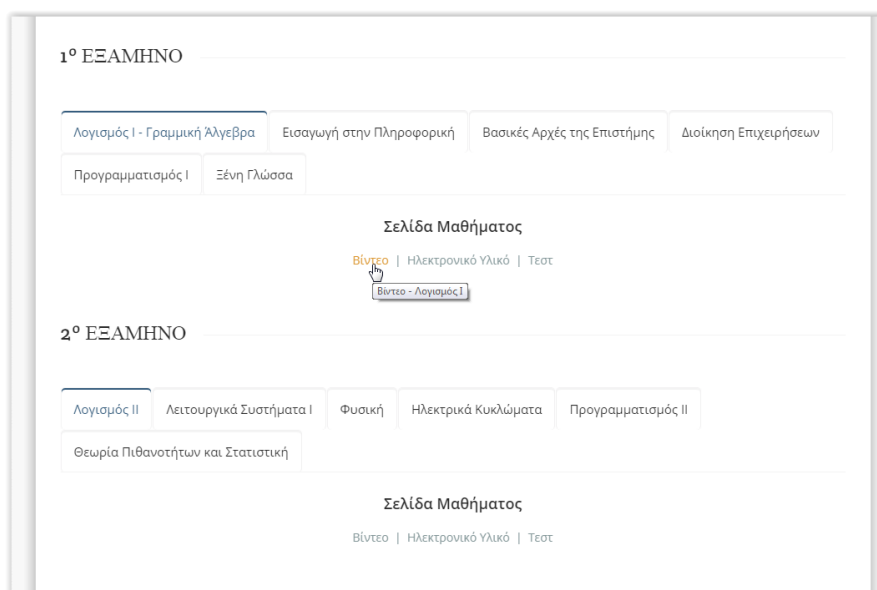 1º ΕΞΑΜΗΝΟ
Λογισμός Ι - Γραμμική Άλγεβρα Εισαγωγή στην Πληροφορική Βασικές Αρχές της Επιστήμης Διοίκηση Επιχειρήσεων
Προγραμματισμός Ι Ξένη Γλώσσα
Σελίδα Μαθήματος
Βίντεο | Ηλεκτρονικό Υλικό | Τεστ
Βίντεο - Λογισμός Ι
2º ΕΞΑΜΗΝΟ
Λογισμός ΙΙ Λειτουργικά Συστήματα Ι Φυσική Ηλεκτρικά Κυκλώματα Προγραμματισμός ΙΙ
Θεωρία Πιθανοτήτων και Στατιστική
Σελίδα Μαθήματος
Βίντεο | Ηλεκτρονικό Υλικό | Τεστ